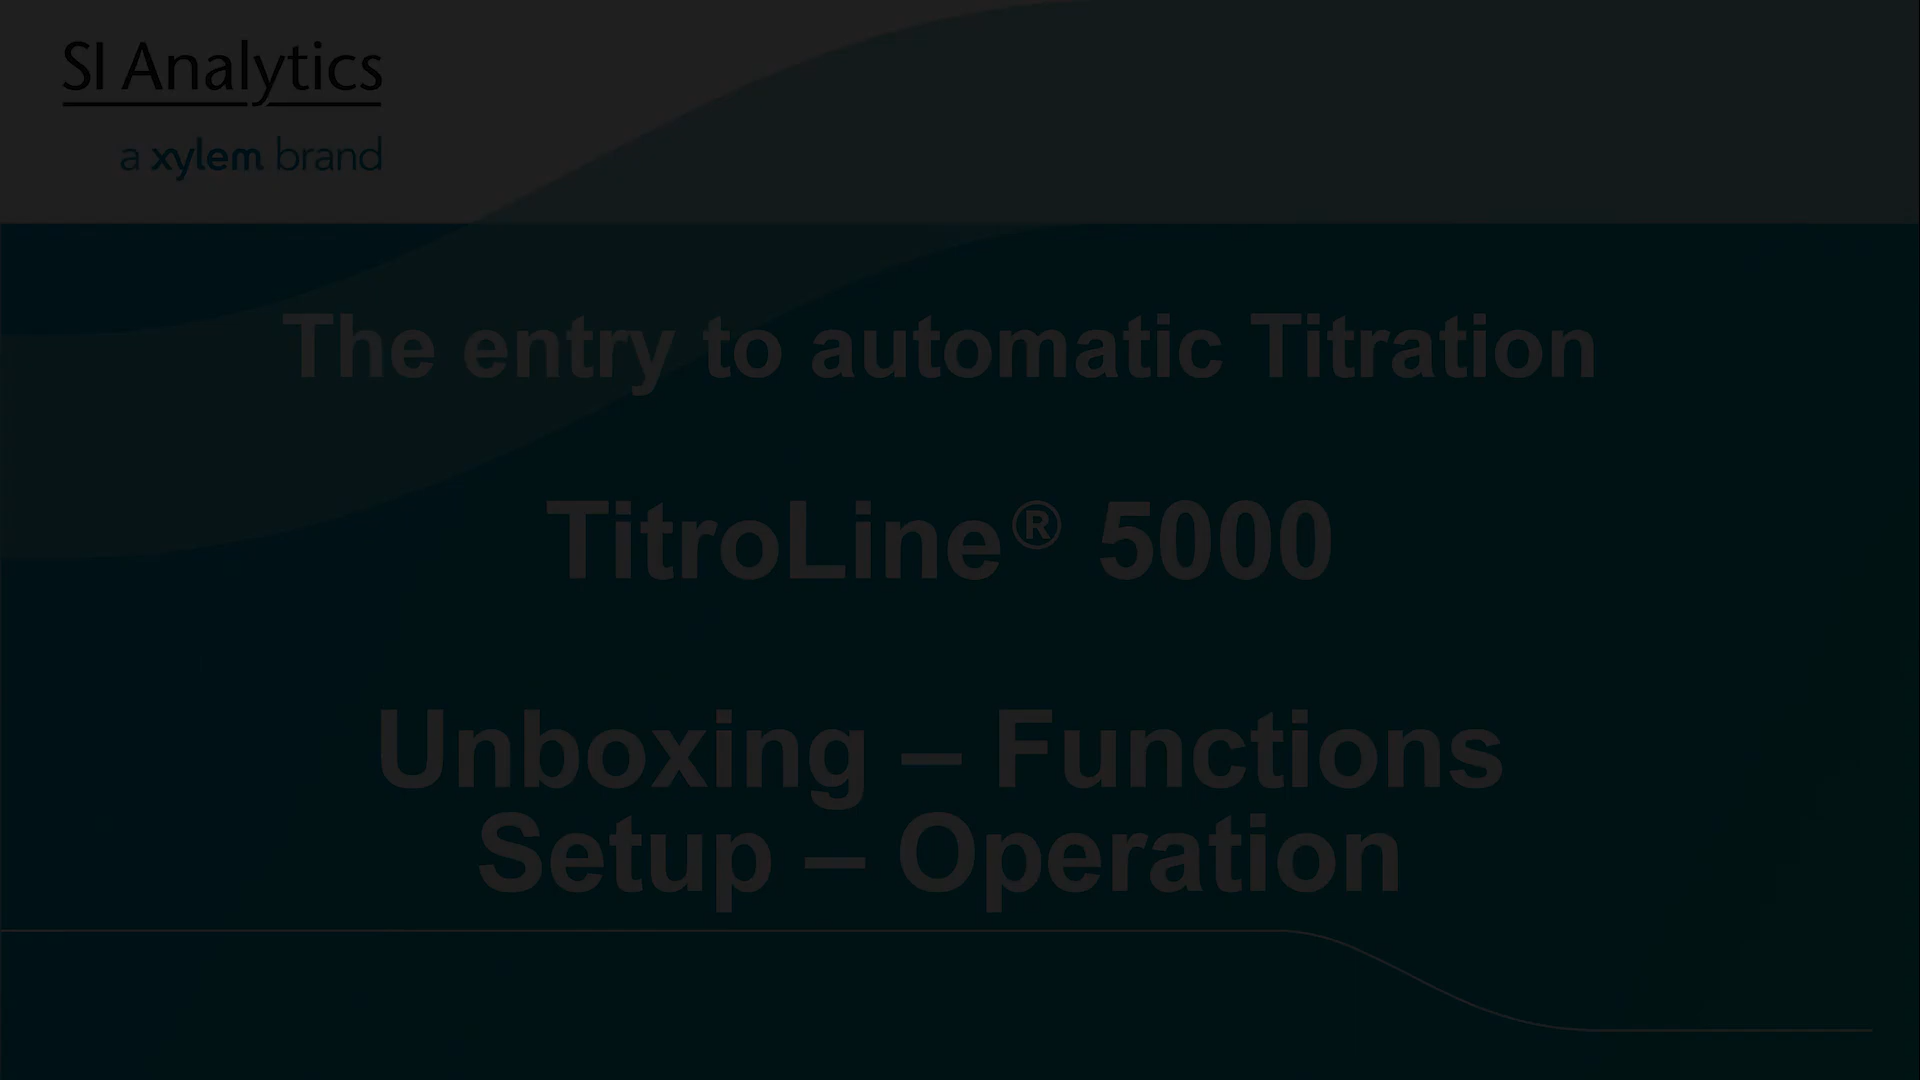 SI Analytics
a xylem brand
The entry to automatic Titration
TitroLine® 5000
Unboxing – Functions
Setup – Operation